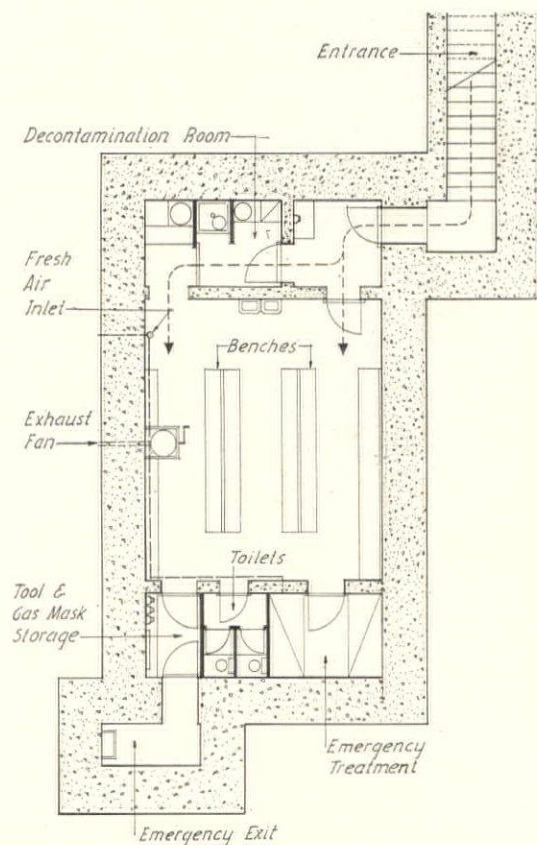 Entrance
Decontamination Room
Fresh
Air
Inlet
Benches
Exhaust
Fan
Toilets
Tool &
Gas Mask
Storage
Emergency
Treatment
Emergency Exit